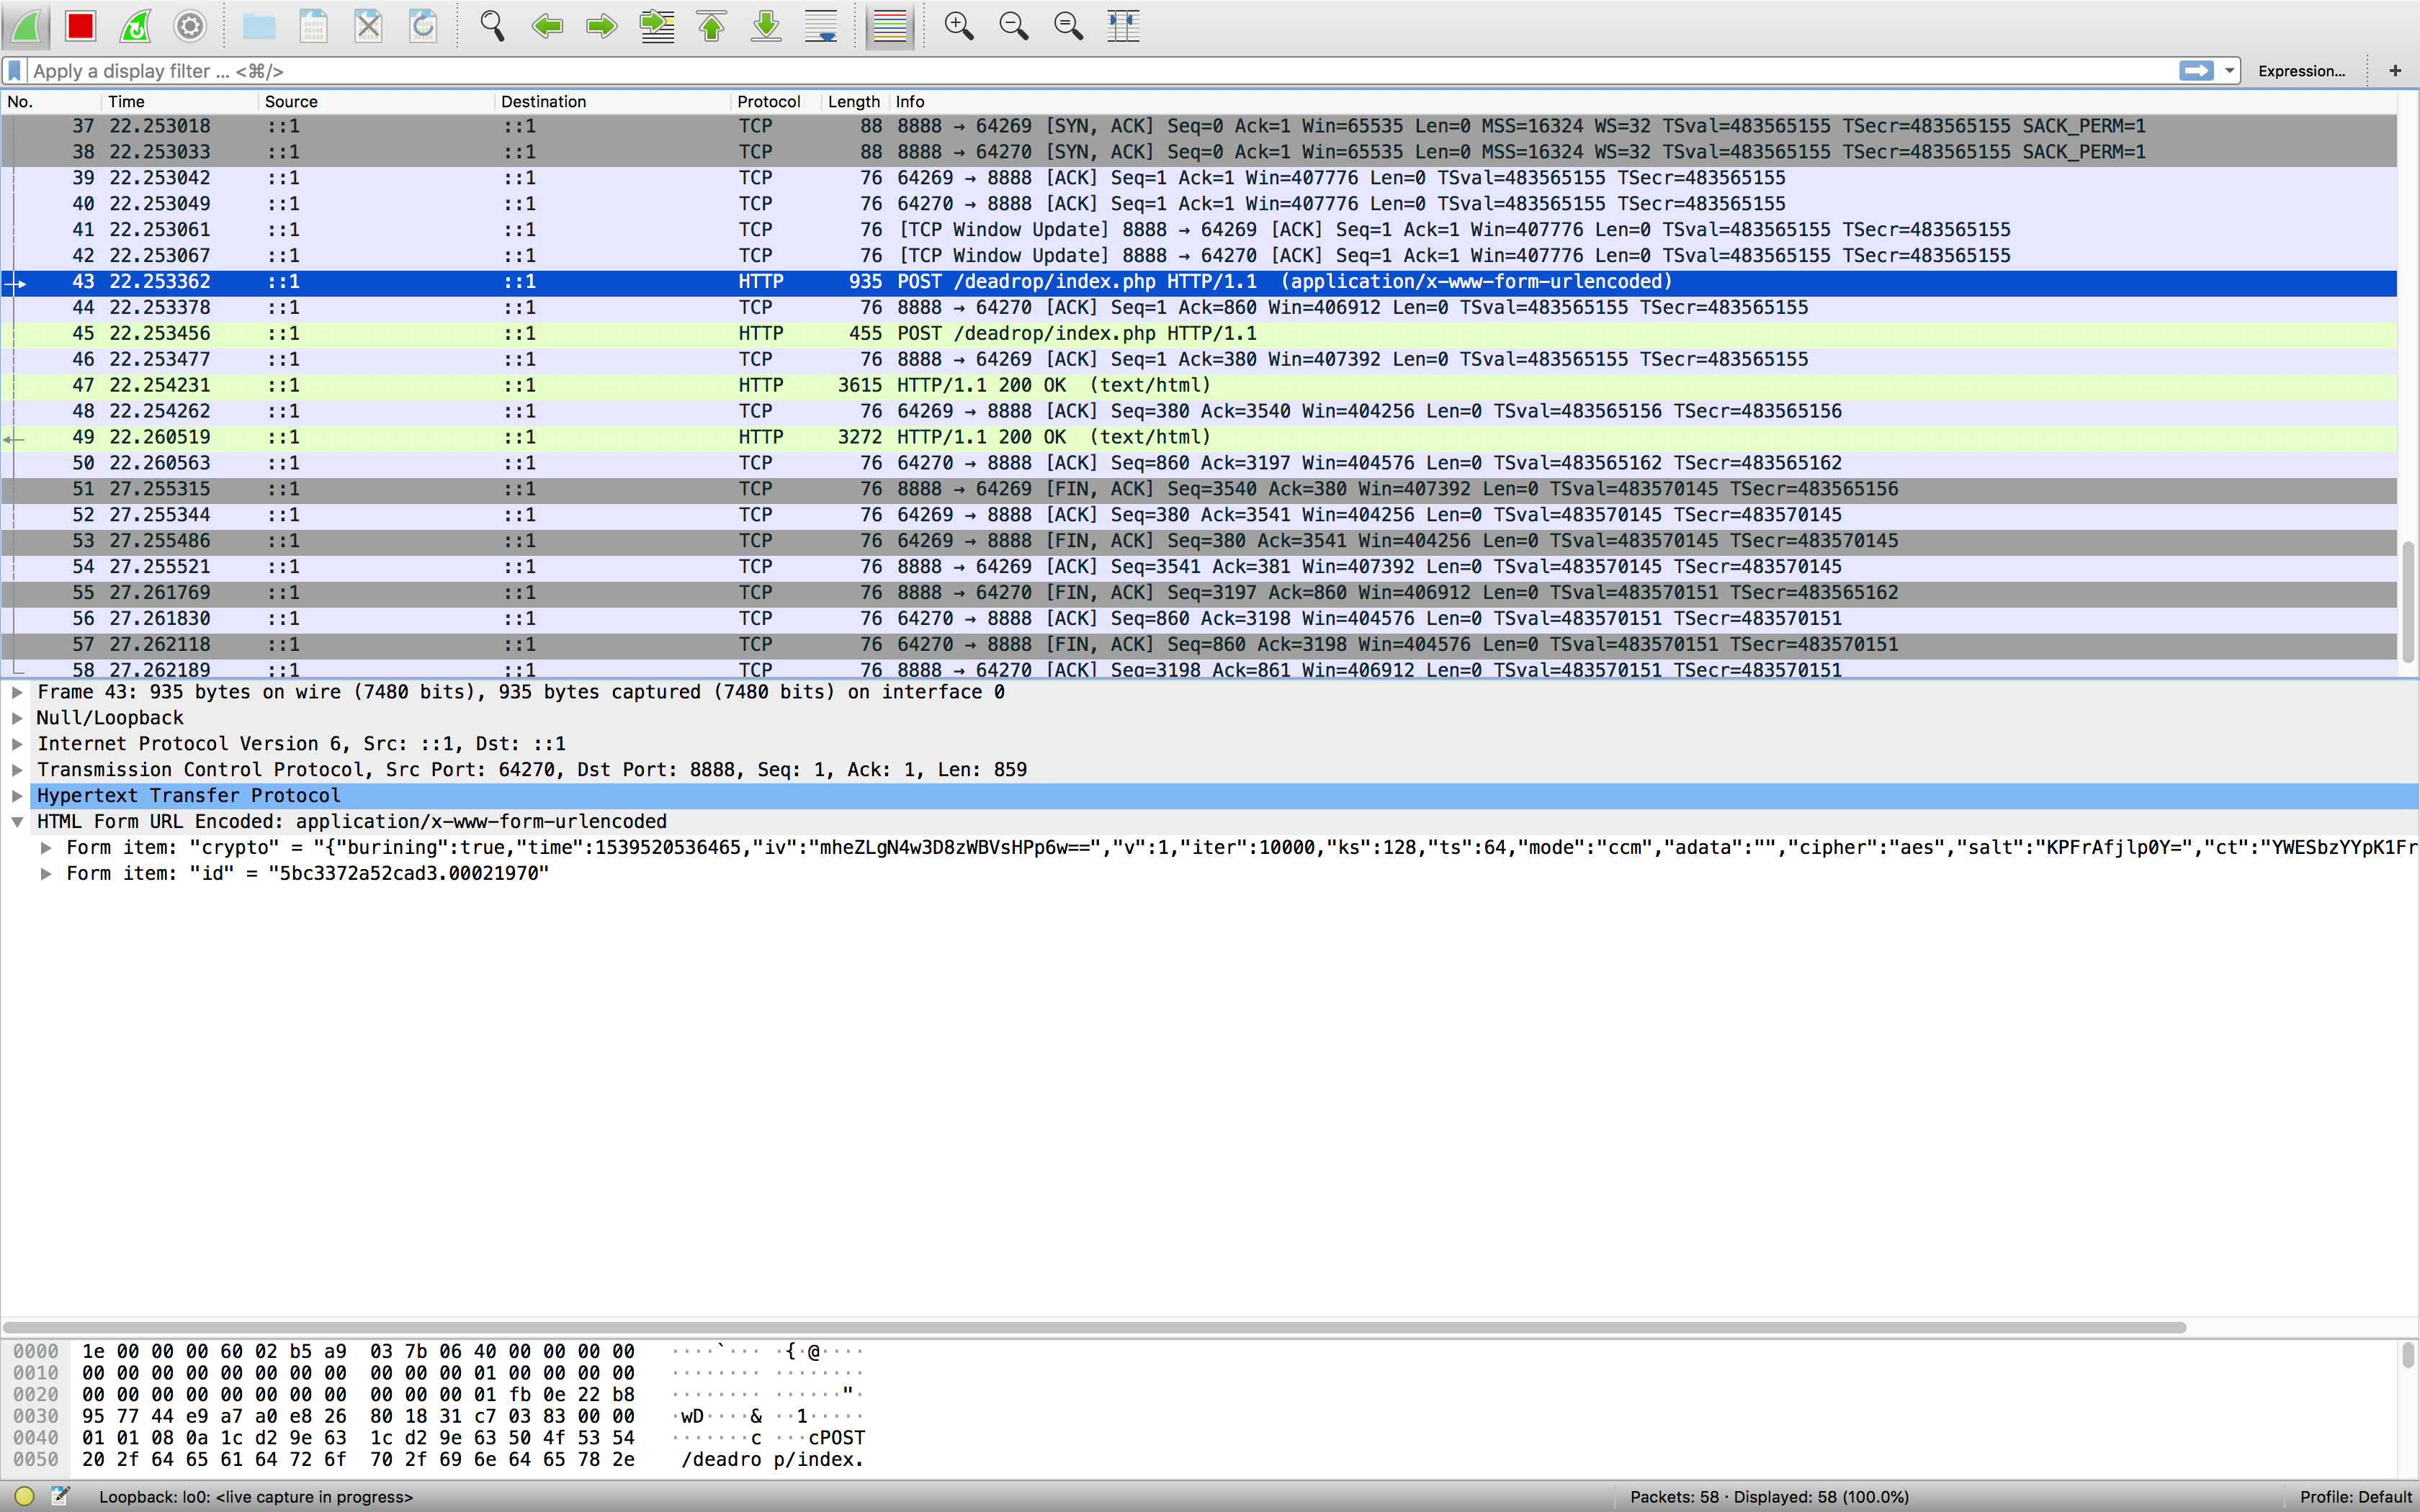 Apply a display filter ... <⌘/>
Expression...
+
No. Time Source Destination Protocol Length Info
37 22.253018 ::1 ::1 TCP 88 8888 → 64269 [SYN, ACK] Seq=0 Ack=1 Win=65535 Len=0 MSS=16324 WS=32 TSval=483565155 TSecr=483565155 SACK_PERM=1
38 22.253033 ::1 ::1 TCP 88 8888 → 64270 [SYN, ACK] Seq=0 Ack=1 Win=65535 Len=0 MSS=16324 WS=32 TSval=483565155 TSecr=483565155 SACK_PERM=1
39 22.253042 ::1 ::1 TCP 76 64269 → 8888 [ACK] Seq=1 Ack=1 Win=407776 Len=0 TSval=483565155 TSecr=483565155
40 22.253049 ::1 ::1 TCP 76 64270 → 8888 [ACK] Seq=1 Ack=1 Win=407776 Len=0 TSval=483565155 TSecr=483565155
41 22.253061 ::1 ::1 TCP 76 [TCP Window Update] 8888 → 64269 [ACK] Seq=1 Ack=1 Win=407776 Len=0 TSval=483565155 TSecr=483565155
42 22.253067 ::1 ::1 TCP 76 [TCP Window Update] 8888 → 64270 [ACK] Seq=1 Ack=1 Win=407776 Len=0 TSval=483565155 TSecr=483565155
43 22.253362 ::1 ::1 HTTP 935 POST /deadrop/index.php HTTP/1.1 (application/x-www-form-urlencoded)
44 22.253378 ::1 ::1 TCP 76 8888 → 64270 [ACK] Seq=1 Ack=860 Win=406912 Len=0 TSval=483565155 TSecr=483565155
45 22.253456 ::1 ::1 HTTP 455 POST /deadrop/index.php HTTP/1.1
46 22.253477 ::1 ::1 TCP 76 8888 → 64269 [ACK] Seq=1 Ack=380 Win=407392 Len=0 TSval=483565155 TSecr=483565155
47 22.254231 ::1 ::1 HTTP 3615 HTTP/1.1 200 OK (text/html)
48 22.254262 ::1 ::1 TCP 76 64269 → 8888 [ACK] Seq=380 Ack=3540 Win=404256 Len=0 TSval=483565156 TSecr=483565156
49 22.260519 ::1 ::1 HTTP 3272 HTTP/1.1 200 OK (text/html)
50 22.260563 ::1 ::1 TCP 76 64270 → 8888 [ACK] Seq=860 Ack=3197 Win=404576 Len=0 TSval=483565162 TSecr=483565162
51 27.255315 ::1 ::1 TCP 76 8888 → 64269 [FIN, ACK] Seq=3540 Ack=380 Win=407392 Len=0 TSval=483570145 TSecr=483565156
52 27.255344 ::1 ::1 TCP 76 64269 → 8888 [ACK] Seq=380 Ack=3541 Win=404256 Len=0 TSval=483570145 TSecr=483570145
53 27.255486 ::1 ::1 TCP 76 64269 → 8888 [FIN, ACK] Seq=380 Ack=3541 Win=404256 Len=0 TSval=483570145 TSecr=483570145
54 27.255521 ::1 ::1 TCP 76 8888 → 64269 [ACK] Seq=3541 Ack=381 Win=407392 Len=0 TSval=483570145 TSecr=483570145
55 27.261769 ::1 ::1 TCP 76 8888 → 64270 [FIN, ACK] Seq=3197 Ack=860 Win=406912 Len=0 TSval=483570151 TSecr=483565162
56 27.261830 ::1 ::1 TCP 76 64270 → 8888 [ACK] Seq=860 Ack=3198 Win=404576 Len=0 TSval=483570151 TSecr=483570151
57 27.262118 ::1 ::1 TCP 76 64270 → 8888 [FIN, ACK] Seq=860 Ack=3198 Win=404576 Len=0 TSval=483570151 TSecr=483570151
58 27.262189 ::1 ::1 TCP 76 8888 → 64270 [ACK] Seq=3198 Ack=861 Win=406912 Len=0 TSval=483570151 TSecr=483570151
Frame 43: 935 bytes on wire (7480 bits), 935 bytes captured (7480 bits) on interface 0
Null/Loopback
Internet Protocol Version 6, Src: ::1, Dst: ::1
Transmission Control Protocol, Src Port: 64270, Dst Port: 8888, Seq: 1, Ack: 1, Len: 859
Hypertext Transfer Protocol
HTML Form URL Encoded: application/x-www-form-urlencoded
Form item: "crypto" = "{"burining":true,"time":1539520536465,"iv":"mheZLgN4w3D8zWBVsHPp6w==","v":1,"iter":10000,"ks":128,"ts":64,"mode":"ccm","adata":"","cipher":"aes","salt":"KPFrAfjlp0Y=","ct":"YWESbzYYpK1Fr
Form item: "id" = "5bc3372a52cad3.00021970"
0000 1e 00 00 00 60 02 b5 a9 03 7b 06 40 00 00 00 00 ····`··· ·{·@····
0010 00 00 00 00 00 00 00 00 00 00 00 01 00 00 00 00 ········ ········
0020 00 00 00 00 00 00 00 00 00 00 00 01 fb 0e 22 b8 ········ ······"·
0030 95 77 44 e9 a7 a0 e8 26 80 18 31 c7 03 83 00 00 ·wD····& ··1·····
0040 01 01 08 0a 1c d2 9e 63 1c d2 9e 63 50 4f 53 54 ·······c ···cPOST
0050 20 2f 64 65 61 64 72 6f 70 2f 69 6e 64 65 78 2e /deadro p/index.
Loopback: lo0: <live capture in progress>
Packets: 58 · Displayed: 58 (100.0%)
Profile: Default